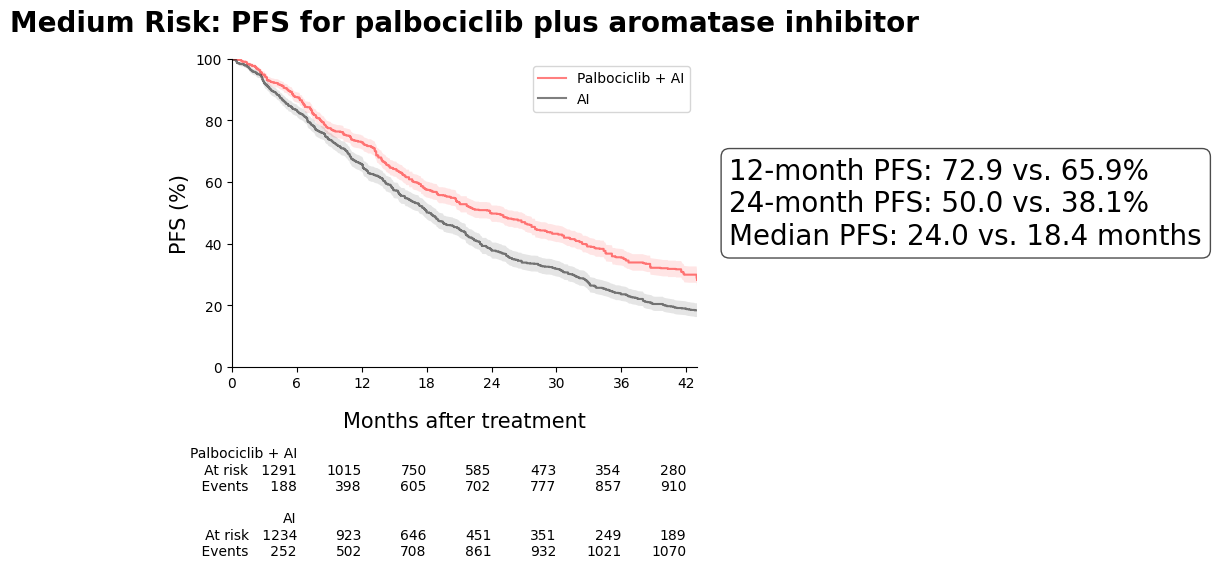 Medium Risk: PFS for palbociclib plus aromatase inhibitor
100
80
60
40
20
0
PFS (%)
Palbociclib + AI
AI
0 6 12 18 24 30 36 42
Months after treatment
12-month PFS: 72.9 vs. 65.9%
24-month PFS: 50.0 vs. 38.1%
Median PFS: 24.0 vs. 18.4 months
Palbociclib + AI
At risk 1291 1015 750 585 473 354 280
Events 188 398 605 702 777 857 910
AI
At risk 1234 923 646 451 351 249 189
Events 252 502 708 861 932 1021 1070